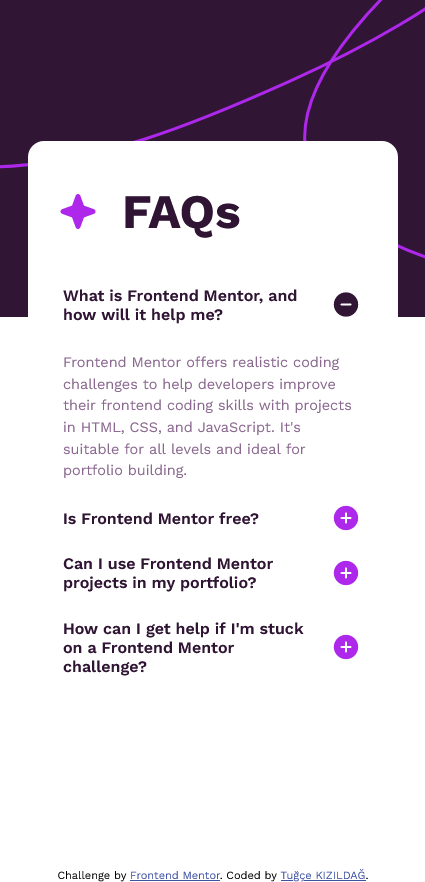 FAQs
What is Frontend Mentor, and
how will it help me?
Frontend Mentor offers realistic coding
challenges to help developers improve
their frontend coding skills with projects
in HTML, CSS, and JavaScript. It's
suitable for all levels and ideal for
portfolio building.
Is Frontend Mentor free?
Can I use Frontend Mentor
projects in my portfolio?
How can I get help if I'm stuck
on a Frontend Mentor
challenge?
Challenge by Frontend Mentor. Coded by Tuğçe KIZILDAĞ.